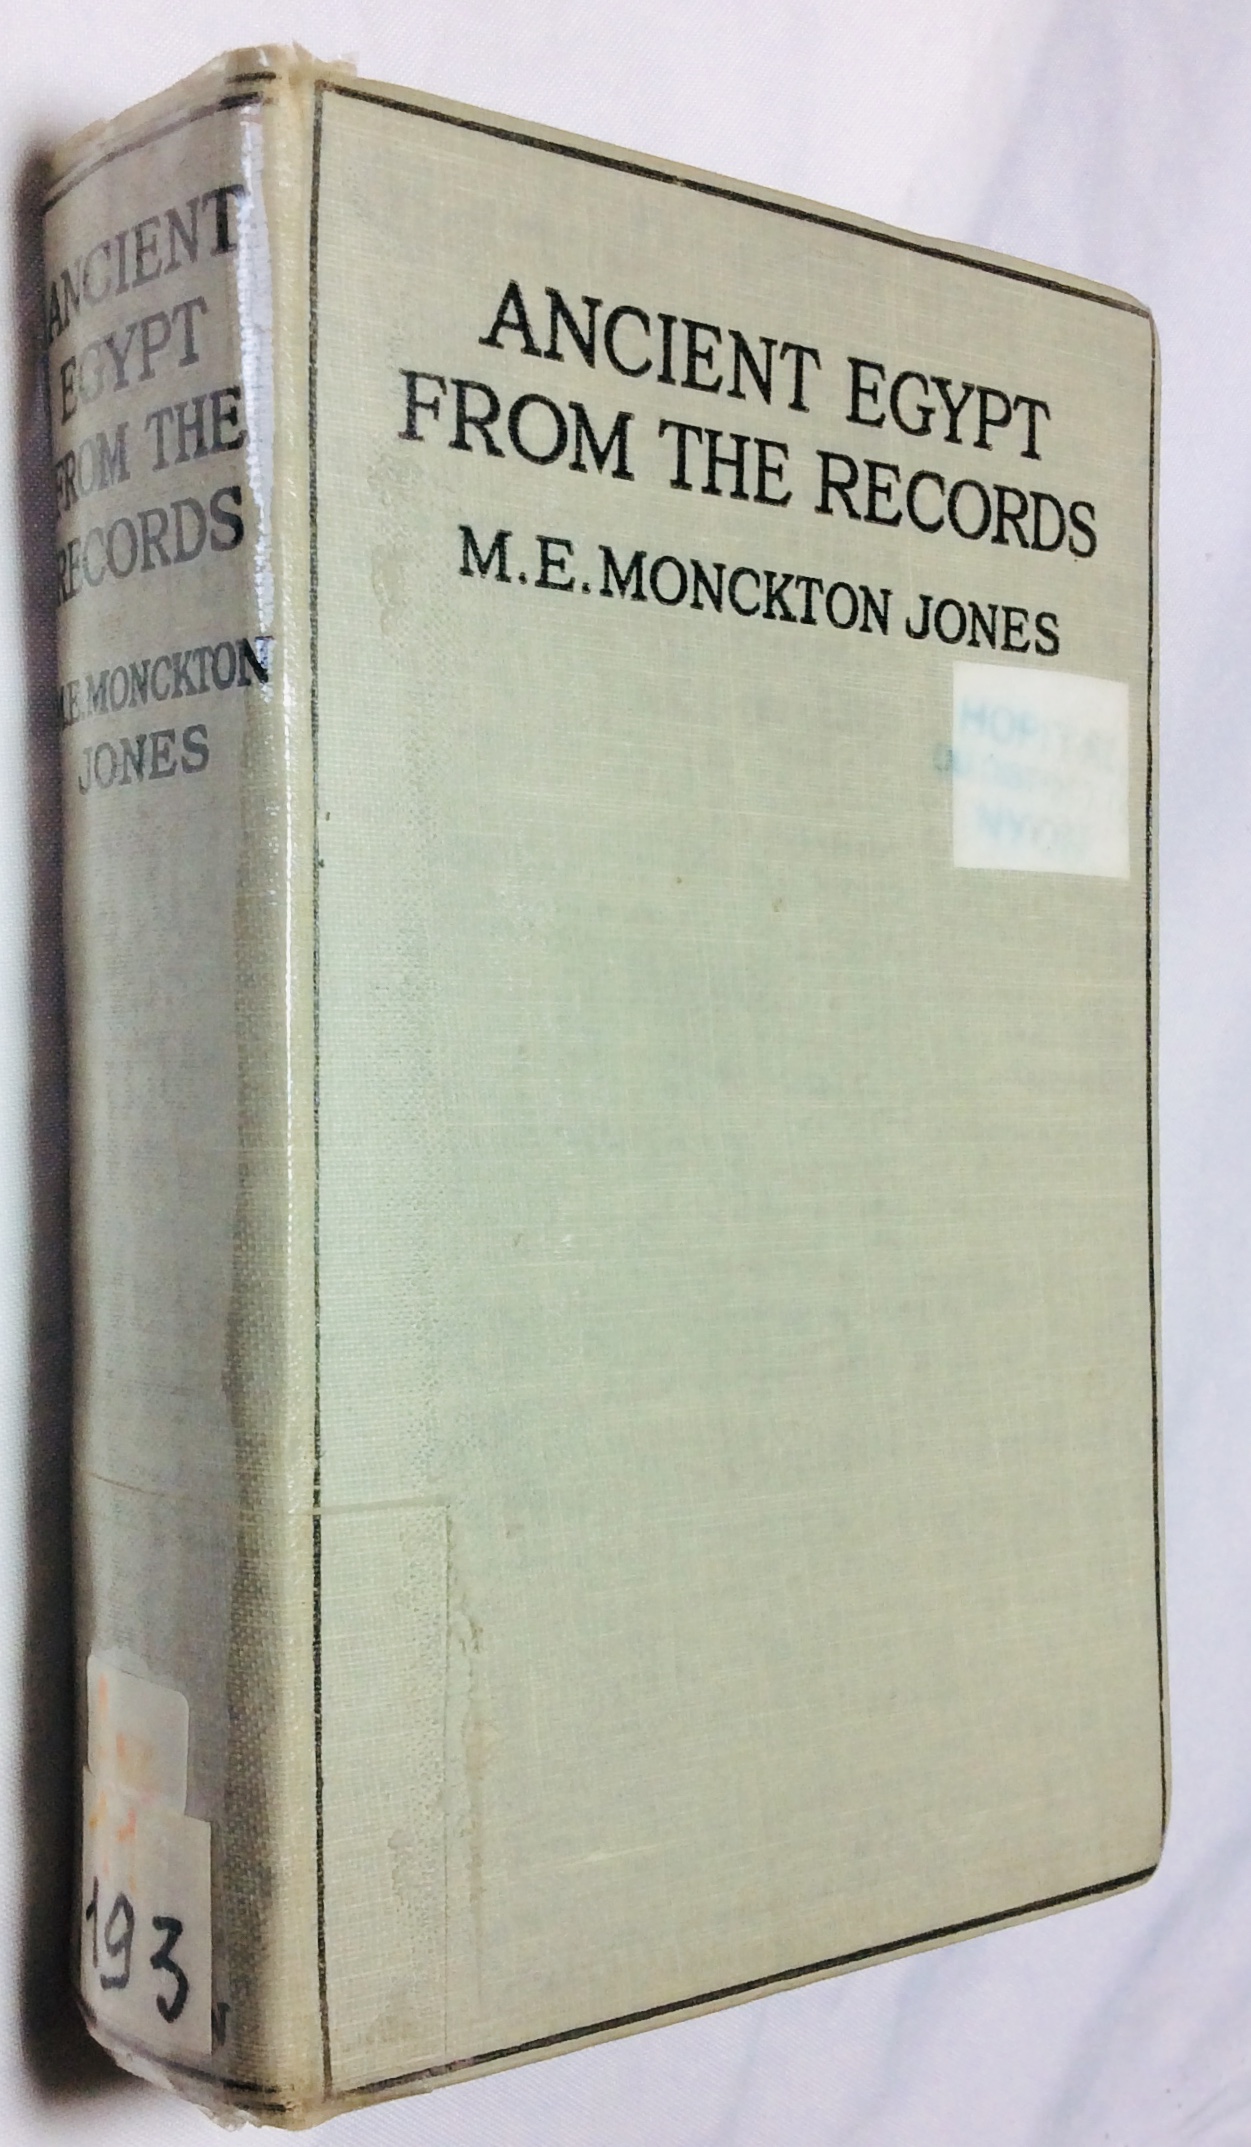 ANCIENT
EGYPT
FROM THE
RECORDS
M.E.MONCKTON
JONES
193
N
ANCIENT EGYPT
FROM THE RECORDS
M.E.MONCKTON JONES